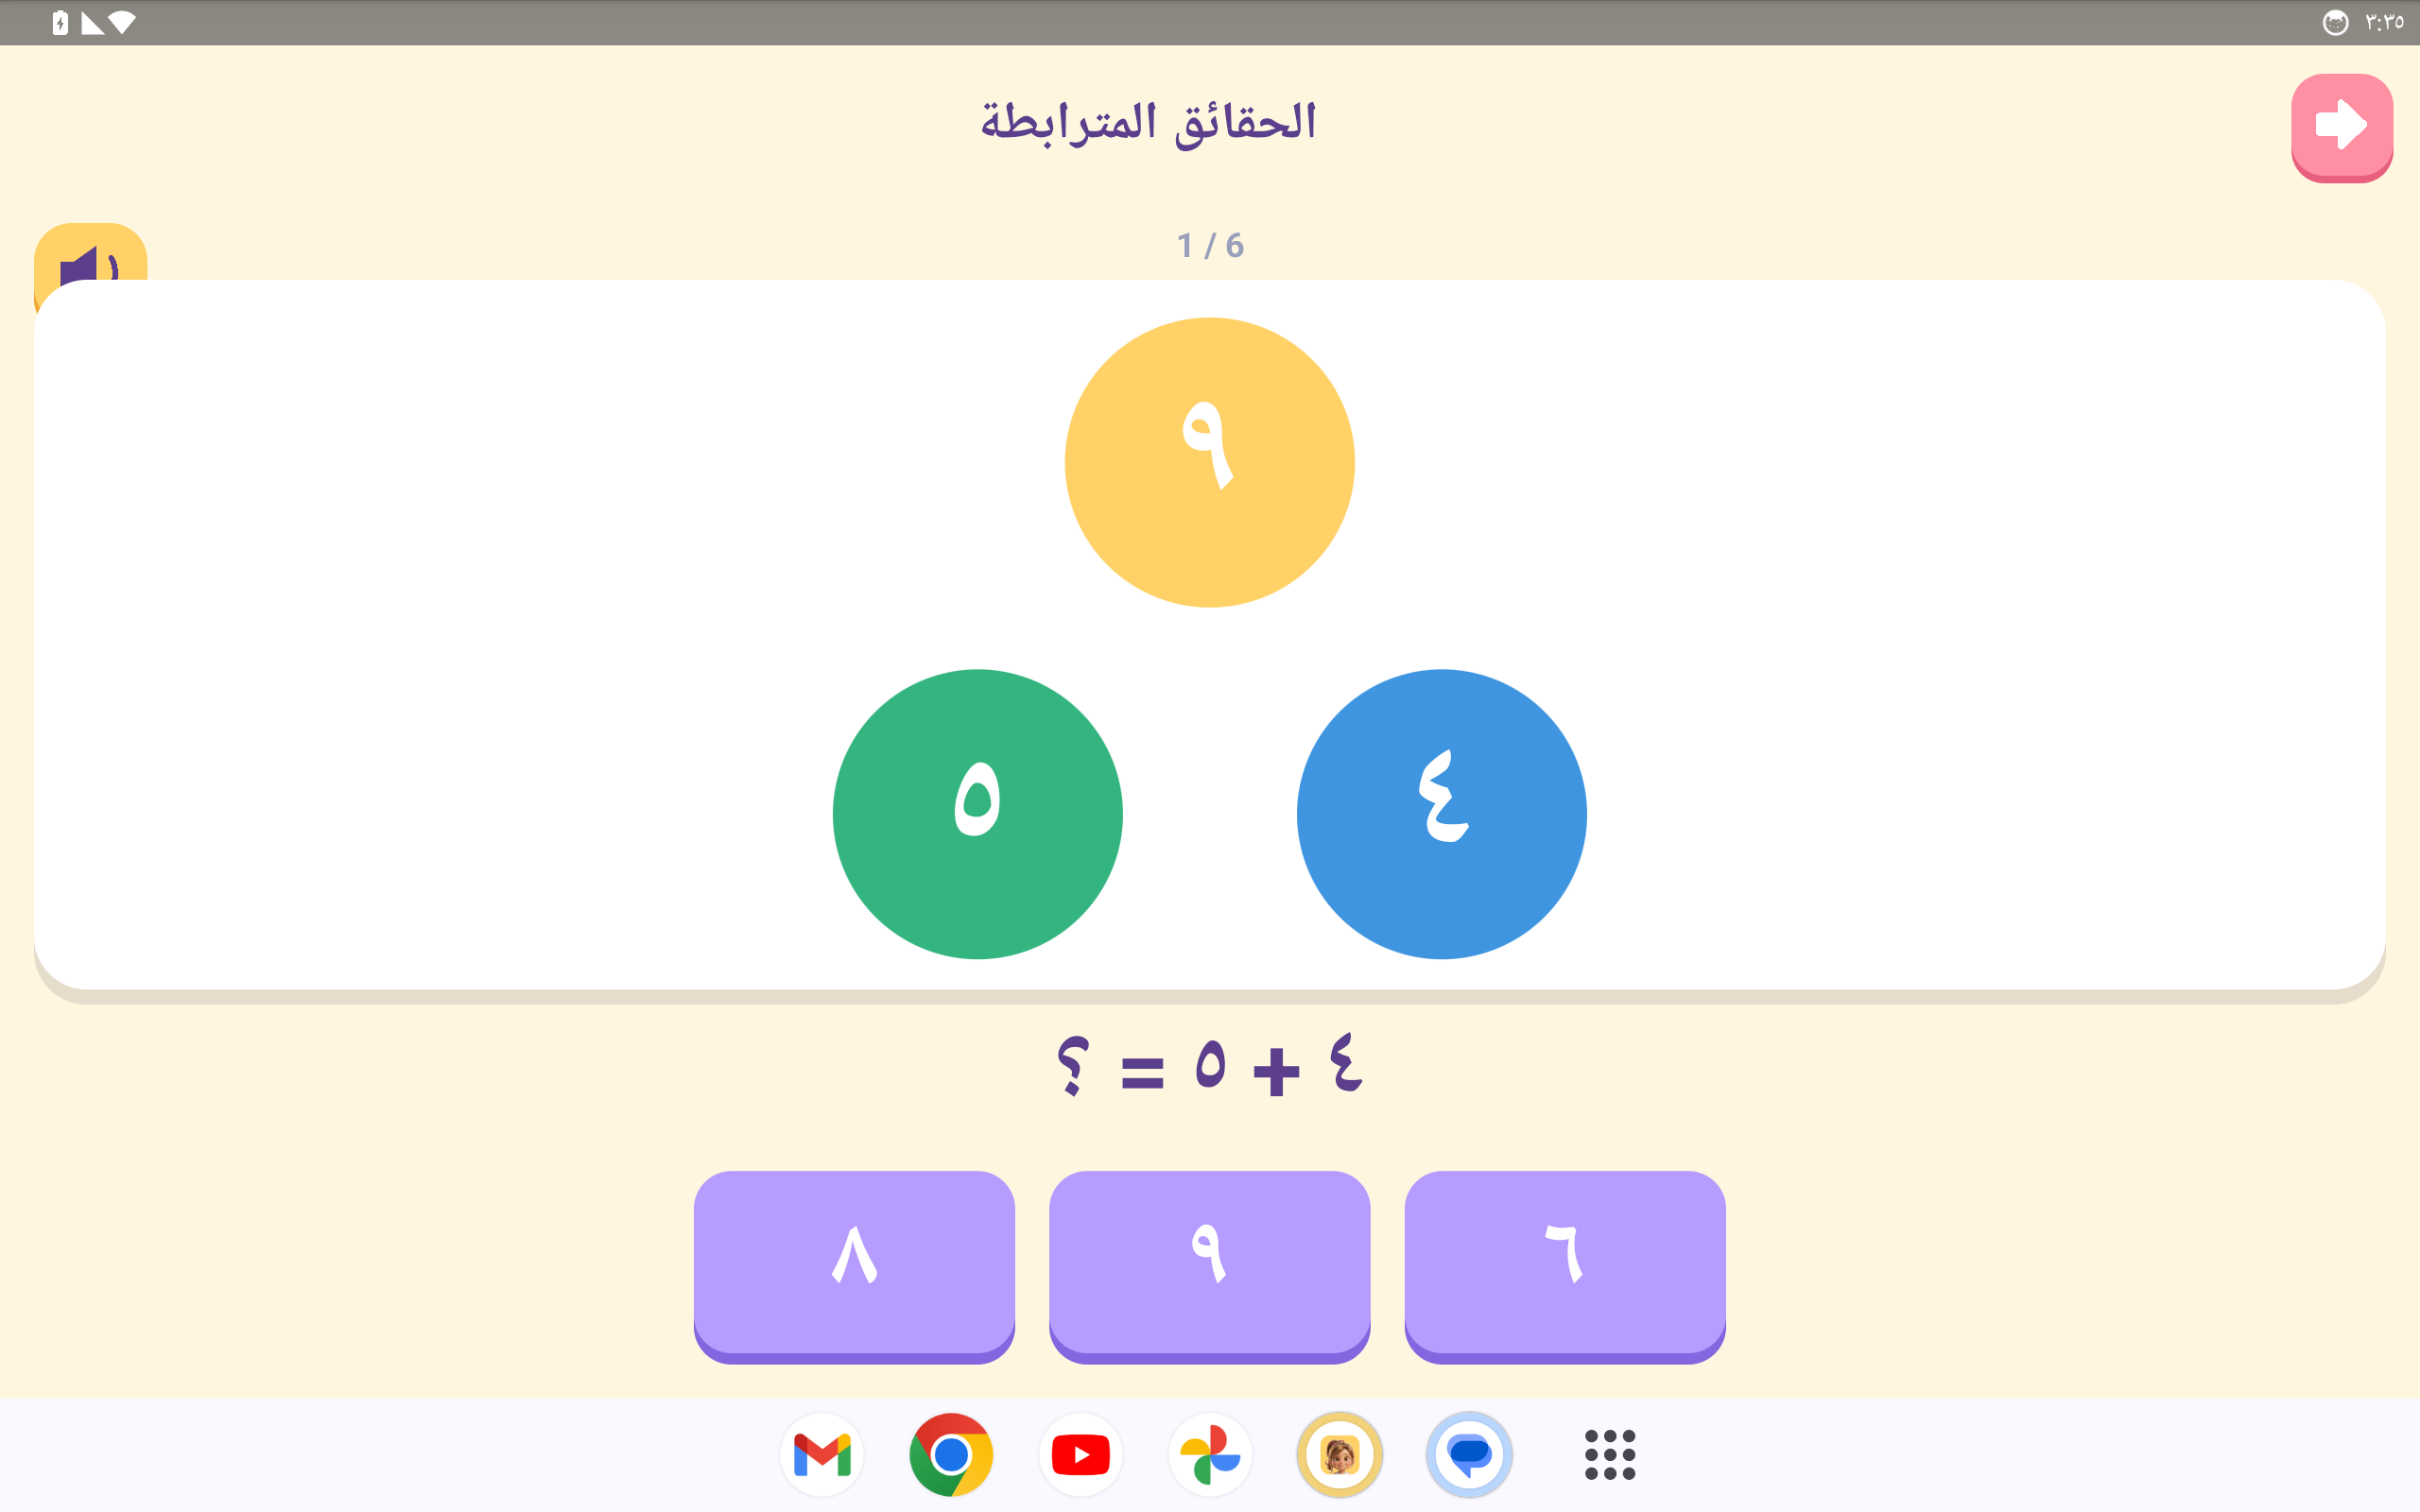 ٣:٣٥
الحقائق المترابطة
1 / 6
٩
٤
٥
٤ + ٥ = ؟
٦
٩
٨